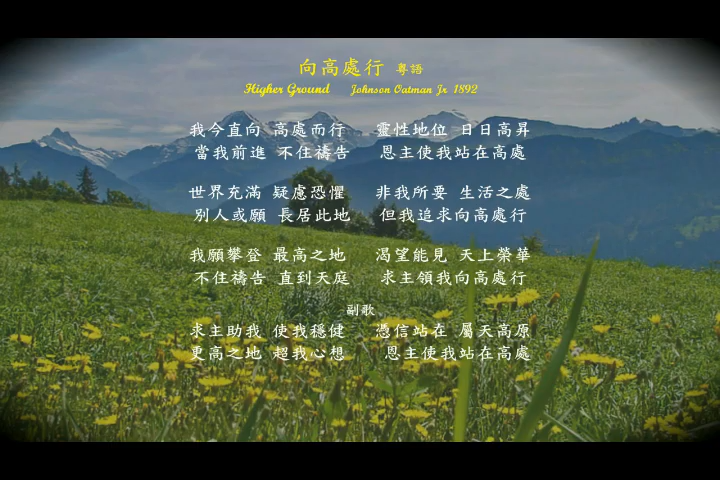 向高處行 粵語
Higher Ground Johnson Oatman Jr. 1892
我今直向 高處而行 靈性地位 日日高昇
當我前進 不住禱告 恩主使我站在高處
世界充滿 疑慮恐懼 非我所要 生活之處
別人或願 長居此地 但我追求向高處行
我願攀登 最高之地 渴望能見 天上榮華
不住禱告 直到天庭 求主領我向高處行
副歌
求主助我 使我穩健 憑信站在 屬天高原
更高之地 超我心想 恩主使我站在高處